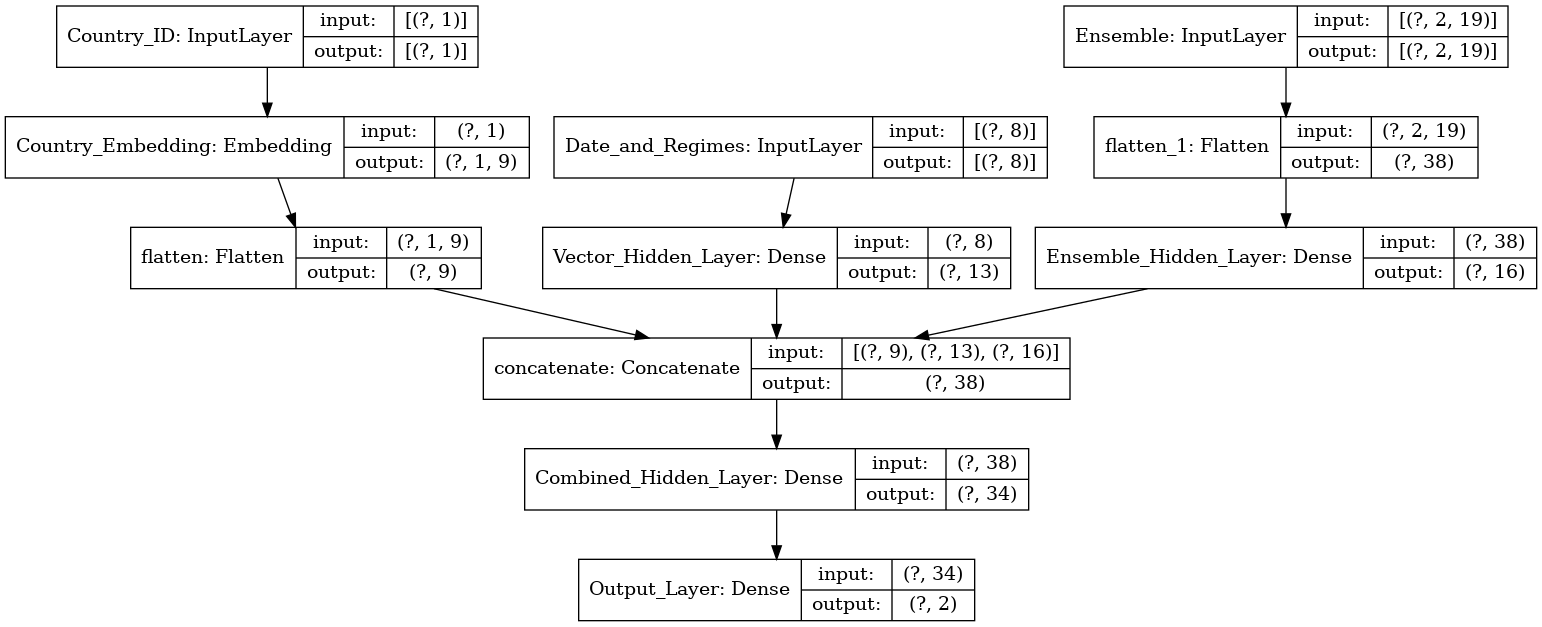 Country_ID: InputLayer
input:
[(?, 1)]
output:
[(?, 1)]
Ensemble: InputLayer
input:
[(?, 2, 19)]
output:
[(?, 2, 19)]
Country_Embedding: Embedding
input:
(?, 1)
output:
(?, 1, 9)
Date_and_Regimes: InputLayer
input:
[(?, 8)]
output:
[(?, 8)]
flatten_1: Flatten
input:
(?, 2, 19)
output:
(?, 38)
flatten: Flatten
input:
(?, 1, 9)
output:
(?, 9)
Vector_Hidden_Layer: Dense
input:
(?, 8)
output:
(?, 13)
Ensemble_Hidden_Layer: Dense
input:
(?, 38)
output:
(?, 16)
concatenate: Concatenate
input:
[(?, 9), (?, 13), (?, 16)]
output:
(?, 38)
Combined_Hidden_Layer: Dense
input:
(?, 38)
output:
(?, 34)
Output_Layer: Dense
input:
(?, 34)
output:
(?, 2)